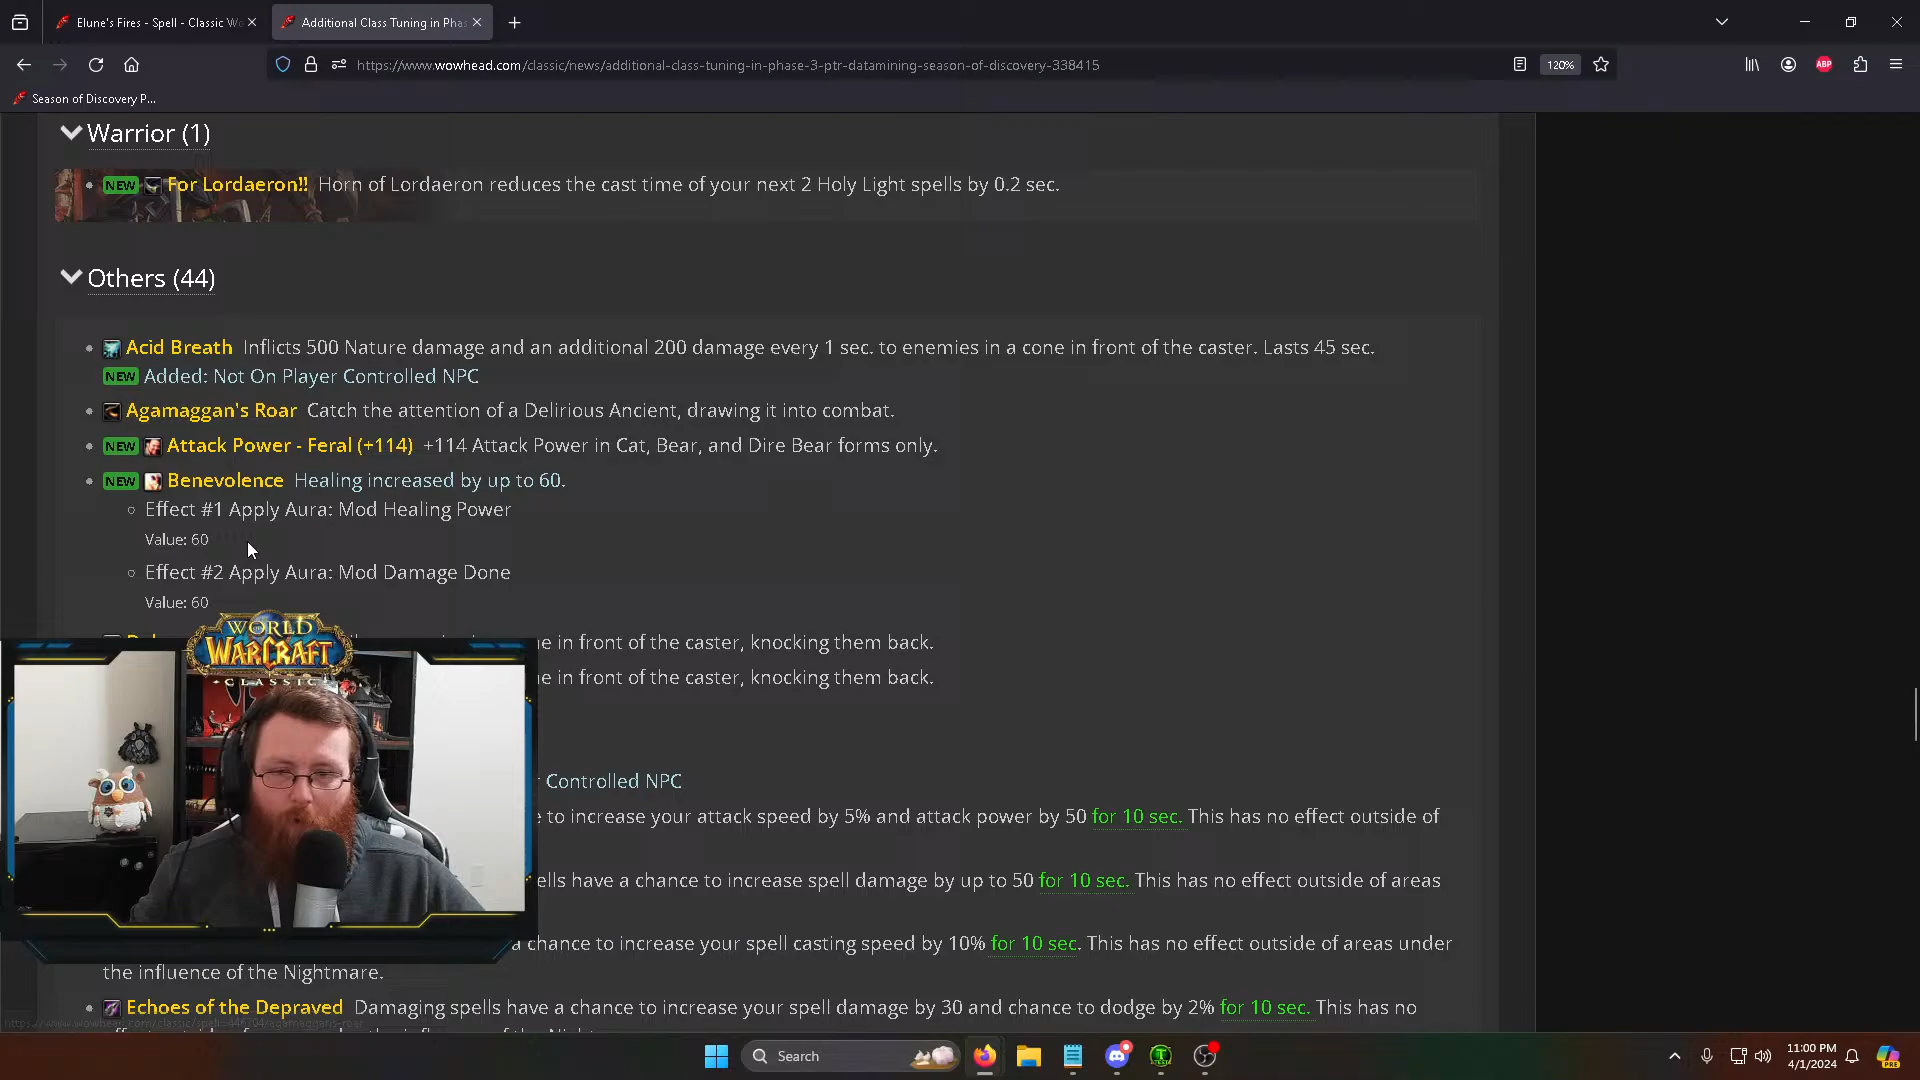 Elune's Fires - Spell - Classic Wo
Additional Class Tuning in Phas
https://www.wowhead.com/classic/news/additional-class-tuning-in-phase-3-ptr-datamining-season-of-discovery-338415
120%
ABP
Season of Discovery P...
Warrior (1)
NEW For Lordaeron!! Horn of Lordaeron reduces the cast time of your next 2 Holy Light spells by 0.2 sec.
Others (44)
Acid Breath Inflicts 500 Nature damage and an additional 200 damage every 1 sec. to enemies in a cone in front of the caster. Lasts 45 sec.
NEW Added: Not On Player Controlled NPC
Agamaggan's Roar Catch the attention of a Delirious Ancient, drawing it into combat.
NEW Attack Power - Feral (+114) +114 Attack Power in Cat, Bear, and Dire Bear forms only.
NEW Benevolence Healing increased by up to 60.
Effect #1 Apply Aura: Mod Healing Power
Value: 60
Effect #2 Apply Aura: Mod Damage Done
Value: 60
e in front of the caster, knocking them back.
e in front of the caster, knocking them back.
Controlled NPC
e to increase your attack speed by 5% and attack power by 50 for 10 sec. This has no effect outside of
ells have a chance to increase spell damage by up to 50 for 10 sec. This has no effect outside of areas
a chance to increase your spell casting speed by 10% for 10 sec. This has no effect outside of areas under
the influence of the Nightmare.
Echoes of the Depraved Damaging spells have a chance to increase your spell damage by 30 and chance to dodge by 2% for 10 sec. This has no
WORLD
WARCRAFT
CLASSIC
Search
11:00 PM
4/1/2024
PRE